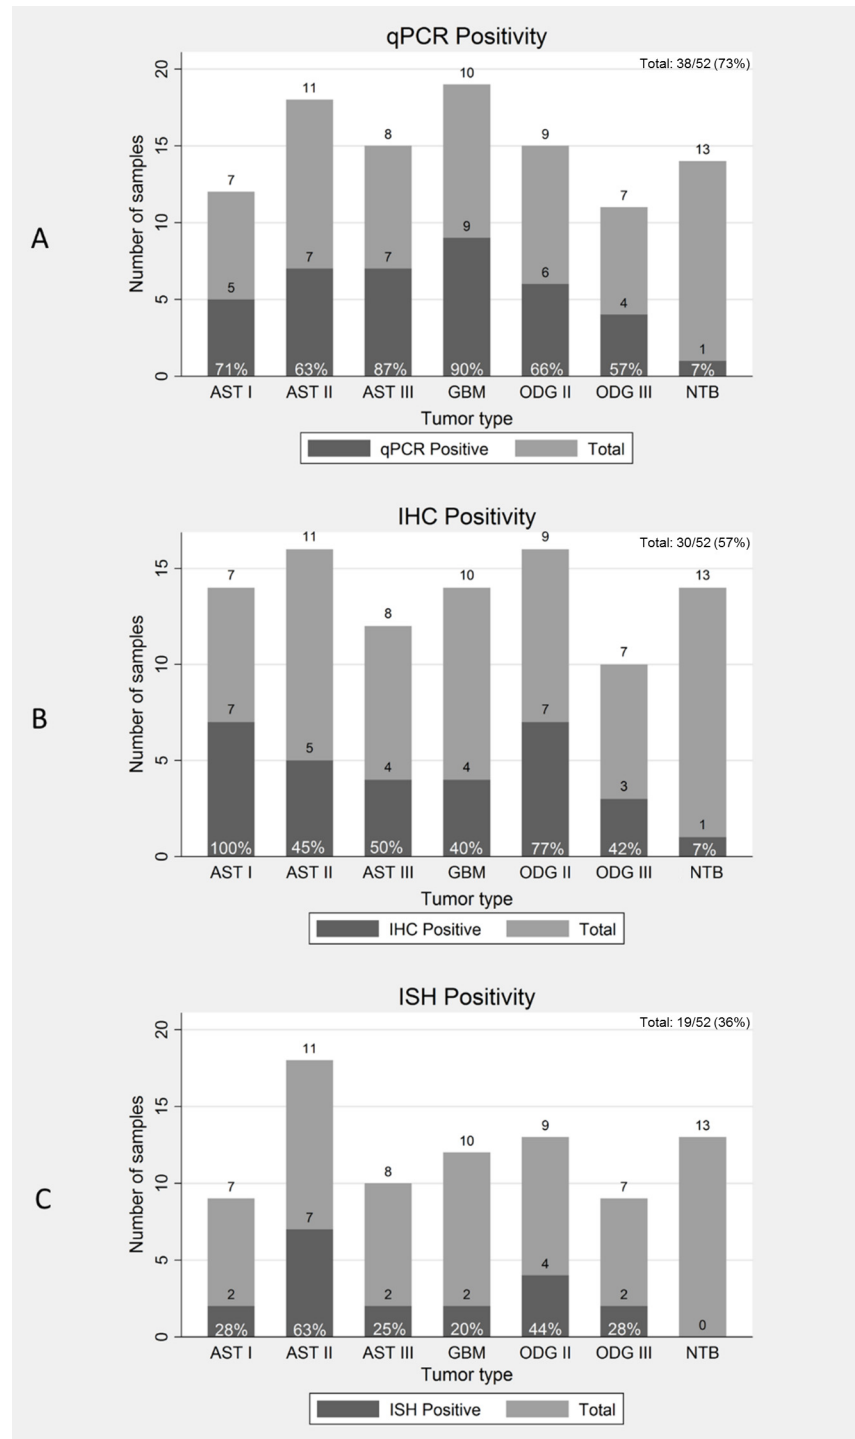 qPCR Positivity
Total: 38/52 (73%)
A
Number of samples
20
15
10
5
0
7
11
8
10
9
7
13
5
7
7
9
6
4
1
71%
63%
87%
90%
66%
57%
7%
AST I
AST II
AST III
GBM
ODG II
ODG III
NTB
Tumor type
qPCR Positive
Total
IHC Positivity
Total: 30/52 (57%)
B
Number of samples
15
10
5
0
7
11
8
10
9
7
13
7
5
4
4
7
3
1
100%
45%
50%
40%
77%
42%
7%
AST I
AST II
AST III
GBM
ODG II
ODG III
NTB
Tumor type
IHC Positive
Total
ISH Positivity
Total: 19/52 (36%)
C
Number of samples
20
15
10
5
0
7
11
8
10
9
7
13
2
7
2
2
4
2
0
28%
63%
25%
20%
44%
28%
AST I
AST II
AST III
GBM
ODG II
ODG III
NTB
Tumor type
ISH Positive
Total